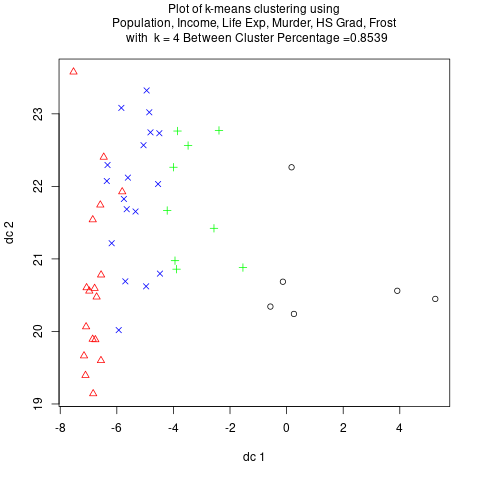 Plot of k-means clustering using
Population, Income, Life Exp, Murder, HS Grad, Frost
with k = 4 Between Cluster Percentage =0.8539
dc 2
23
22
21
20
19
-8 -6 -4 -2 0 2 4
dc 1